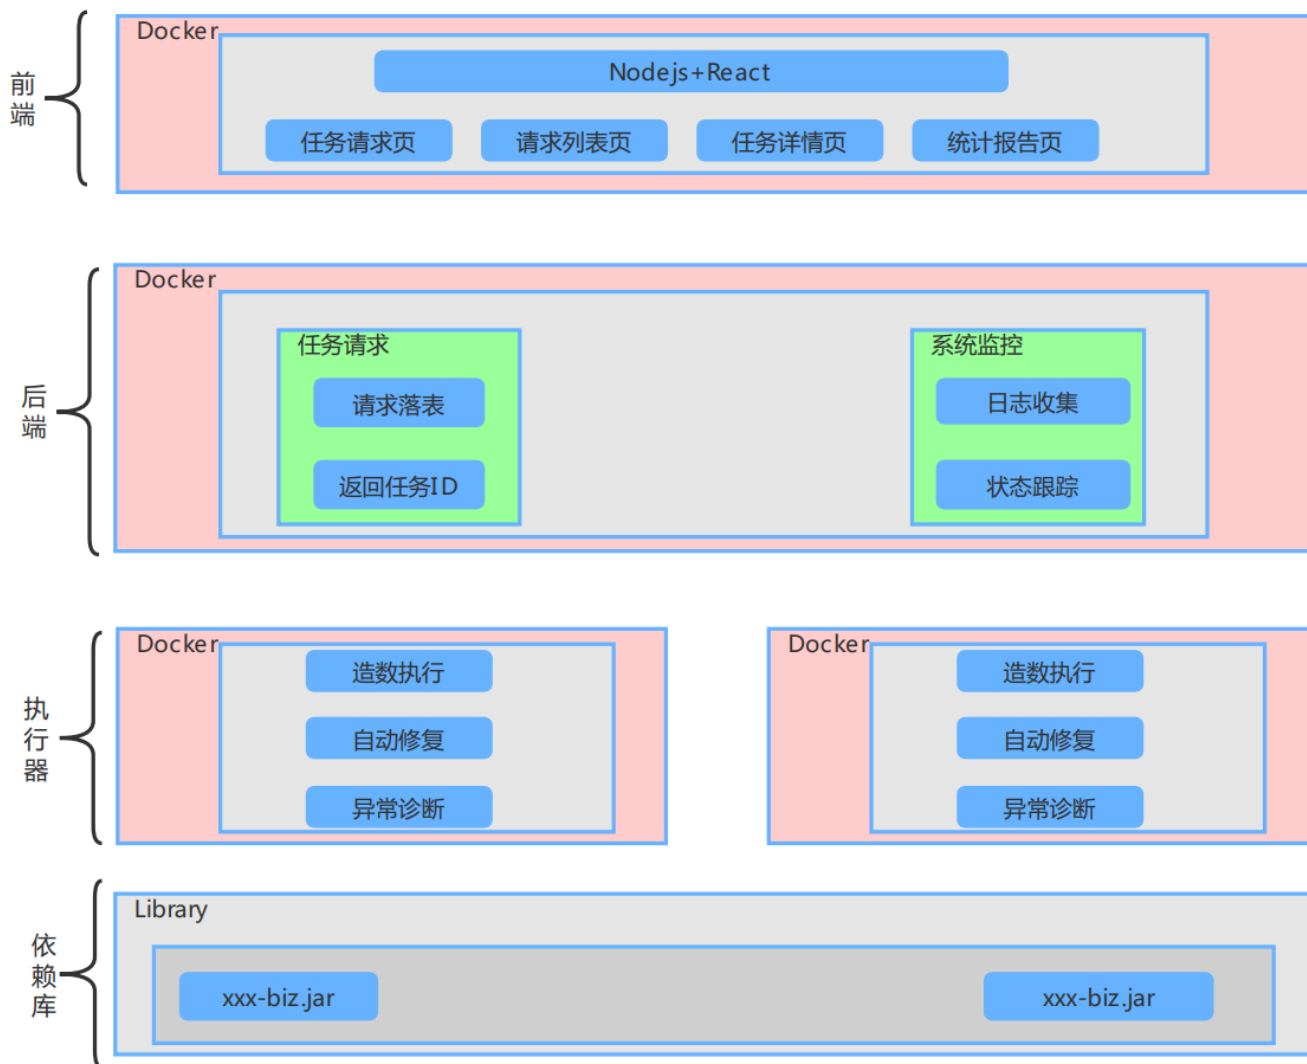 前端
Docker
Nodejs+React
任务请求页 请求列表页 任务详情页 统计报告页
后端
Docker
任务请求
请求落表
返回任务ID
系统监控
日志收集
状态跟踪
执行器
Docker
造数执行
自动修复
异常诊断
Docker
造数执行
自动修复
异常诊断
依赖库
Library
xxx-biz.jar xxx-biz.jar